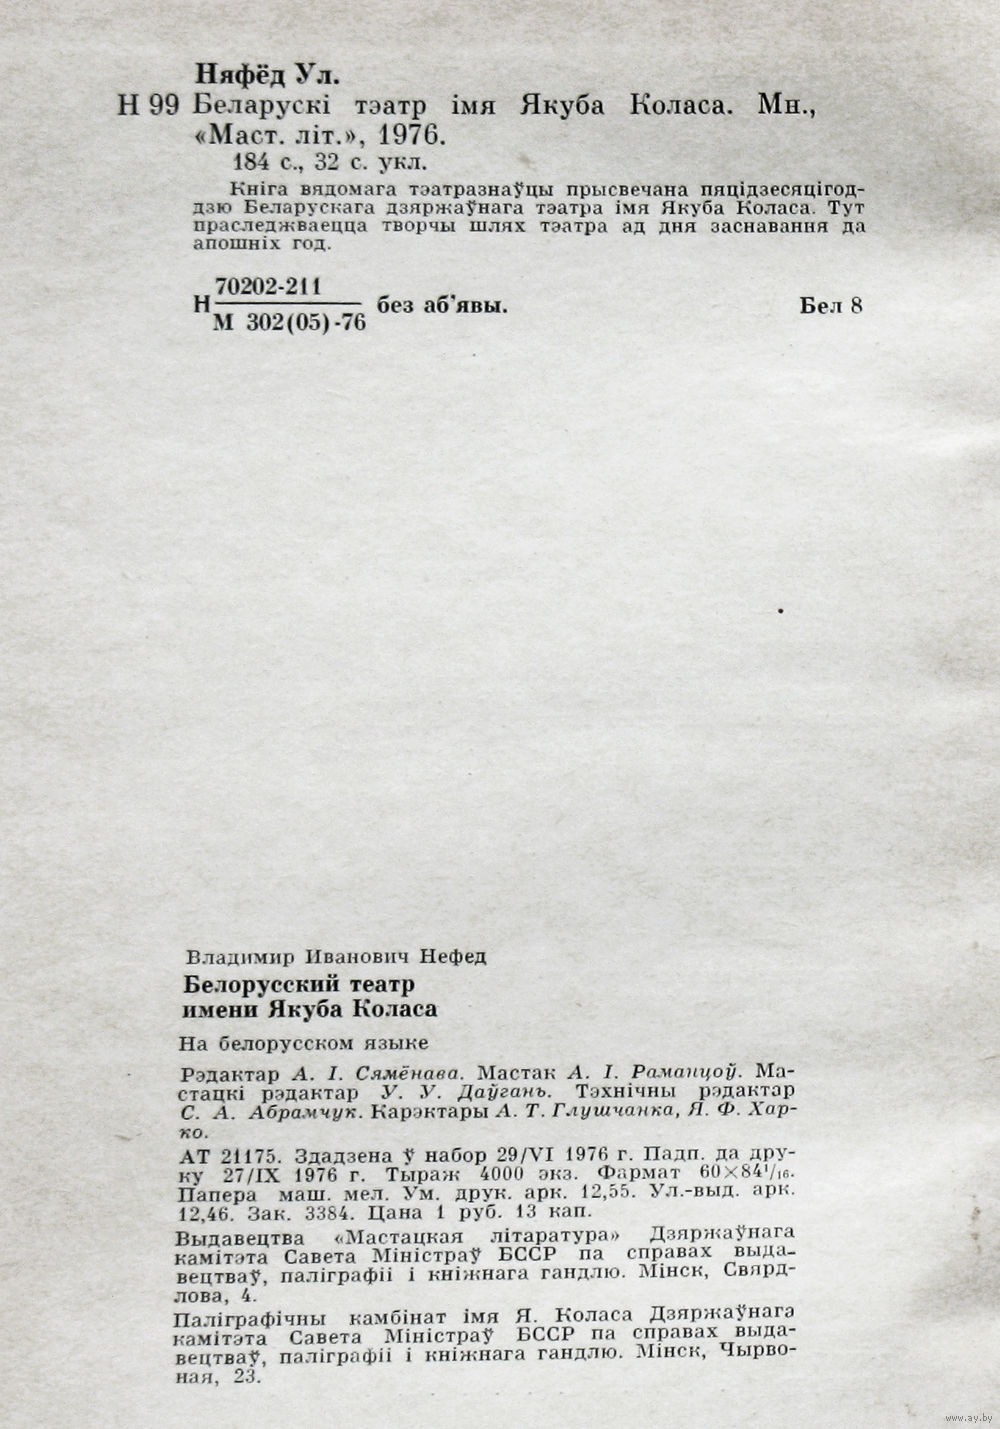 Няфёд Ул.
Н 99 Беларускі тэатр імя Якуба Коласа. Мн.,
«Маст. літ.», 1976.
184 с., 32 с. укл.
Кніга вядомага тэатразнаўцы прысвечана пяцідзесяцігод-
дзю Беларускага дзяржаўнага тэатра імя Якуба Коласа. Тут
праследжваецца творчы шлях тэатра ад дня заснавання да
апошніх год.
70202-211
Н без аб’явы. Бел 8
М 302(05)-76
Владимир Иванович Нефед
Белорусский театр
имени Якуба Коласа
На белорусском языке
Рэдактар А. І. Сямёнава. Мастак А. І. Раманцоў. Ма-
стацкі рэдактар У. У. Даўгань. Тэхнічны рэдактар
С. А. Абрамчук. Карэктары А. Т. Глушчанка, Я. Ф. Хар-
ко.
АТ 21175. Здадзена ў набор 29/VI 1976 г. Падп. да дру-
ку 27/IX 1976 г. Тыраж 4000 экз. Фармат 60×84¹/₁₆.
Папера маш. мел. Ум. друк. арк. 12,55. Ул.-выд. арк.
12,46. Зак. 3384. Цана 1 руб. 13 кап.
Выдавецтва «Мастацкая літаратура» Дзяржаўнага
камітэта Савета Міністраў БССР па справах выда-
вецтваў, паліграфіі і кніжнага гандлю. Мінск, Свярд-
лова, 4.
Паліграфічны камбінат імя Я. Коласа Дзяржаўнага
камітэта Савета Міністраў БССР па справах выда-
вецтваў, паліграфіі і кніжнага гандлю. Мінск, Чырво-
ная, 23.
www.ay.by